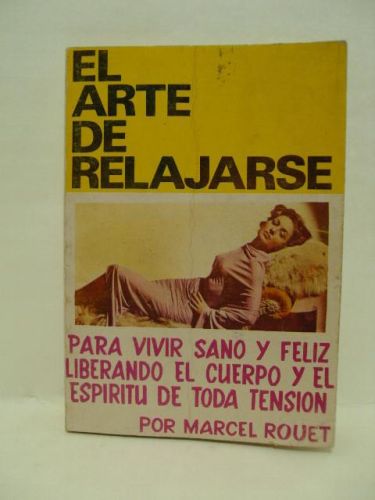 EL
ARTE
DE
RELAJARSE
PARA VIVIR SANO Y FELIZ
LIBERANDO EL CUERPO Y EL
ESPIRITU DE TODA TENSION
POR MARCEL ROUET